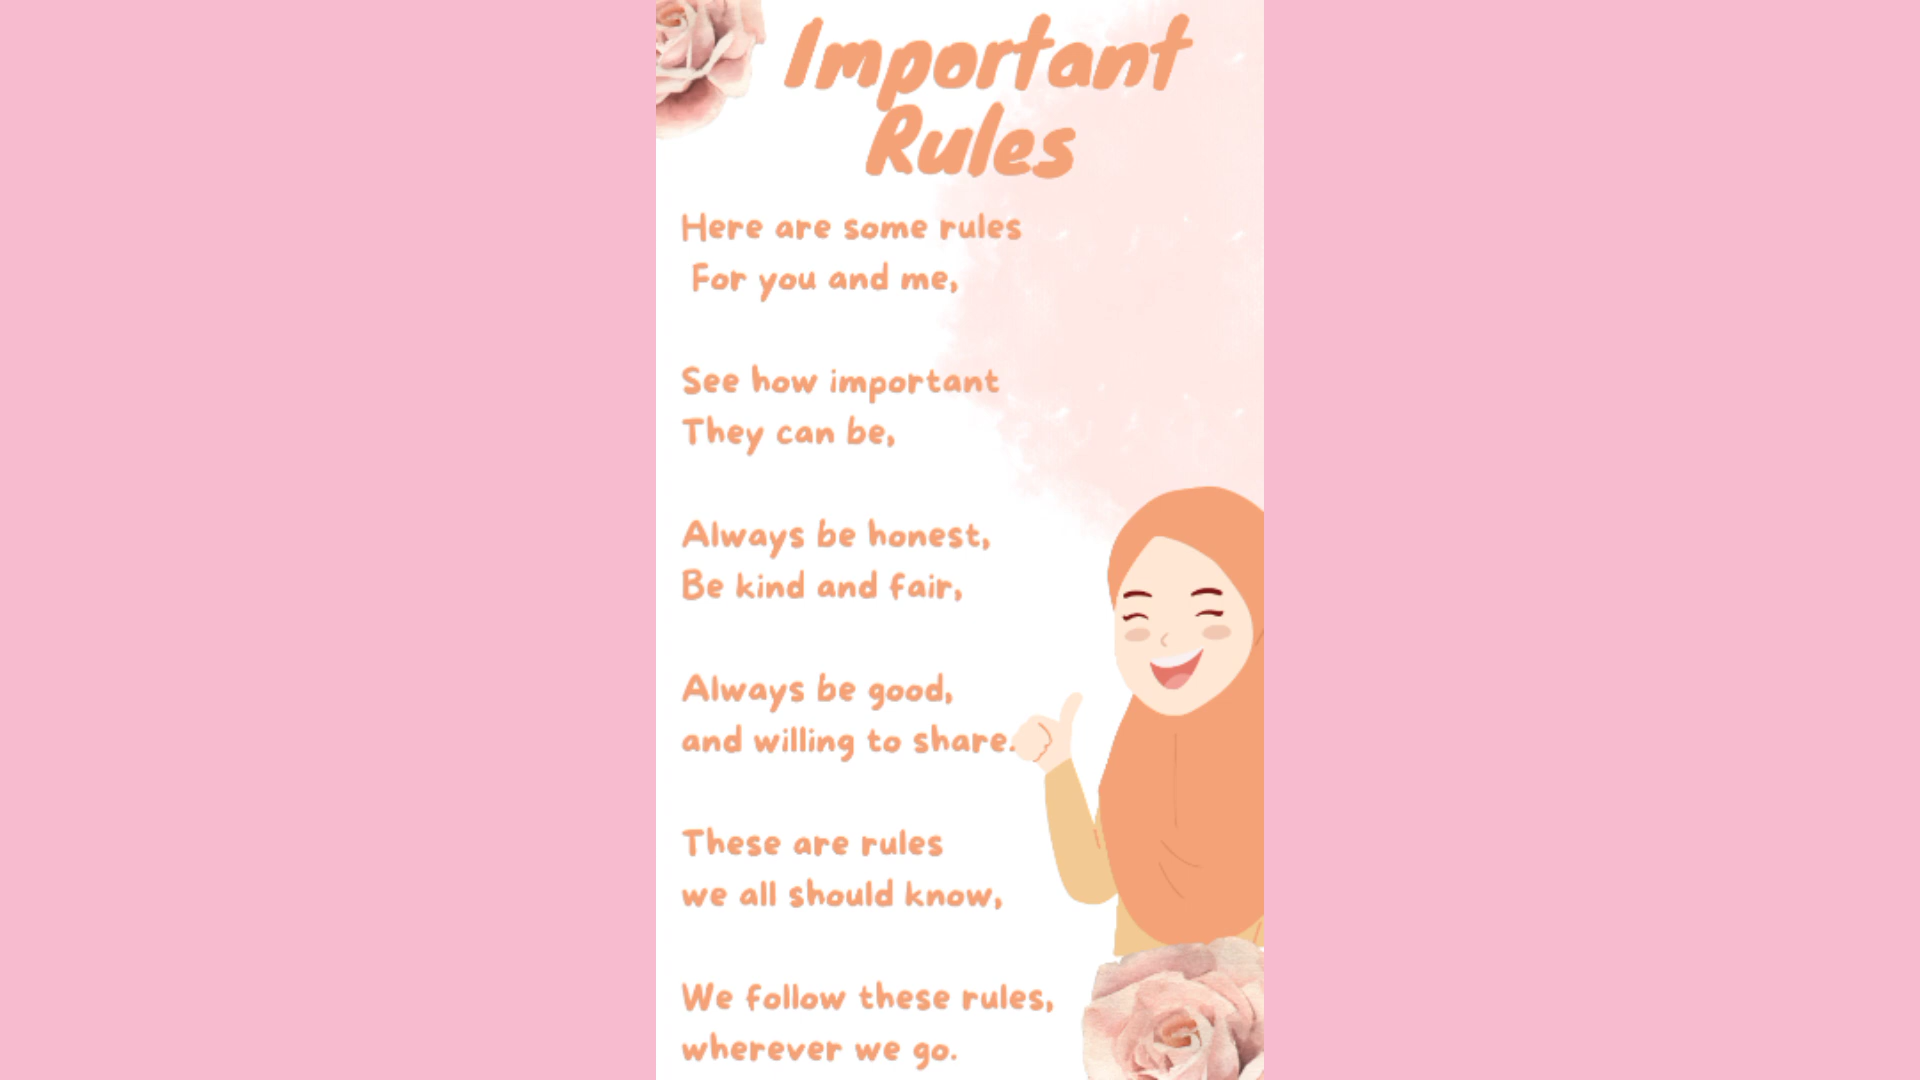 Important
Rules
Here are some rules
For you and me,
See how important
They can be,
Always be honest,
Be kind and fair,
Always be good,
and willing to share.
These are rules
we all should know,
We follow these rules,
wherever we go.